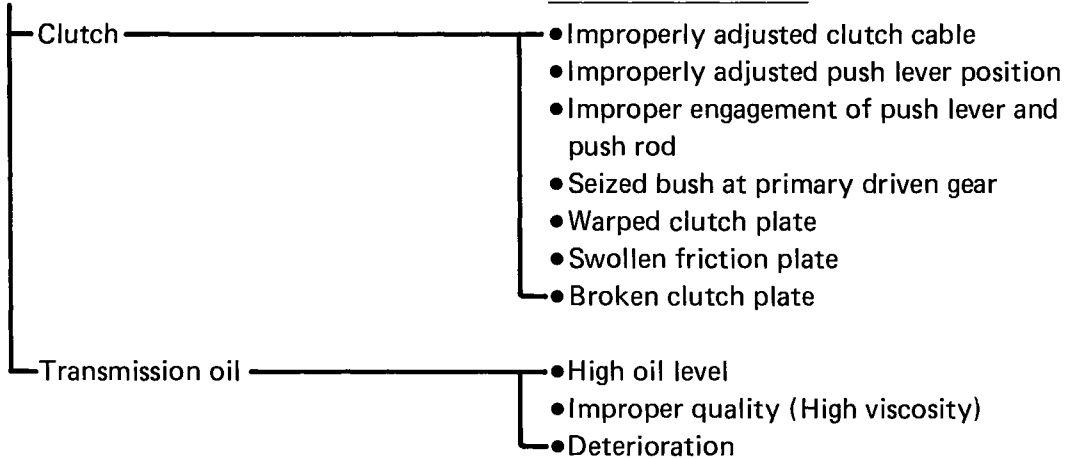 Clutch
● Improperly adjusted clutch cable
● Improperly adjusted push lever position
● Improper engagement of push lever and
push rod
● Seized bush at primary driven gear
● Warped clutch plate
● Swollen friction plate
● Broken clutch plate
Transmission oil
● High oil level
● Improper quality (High viscosity)
● Deterioration